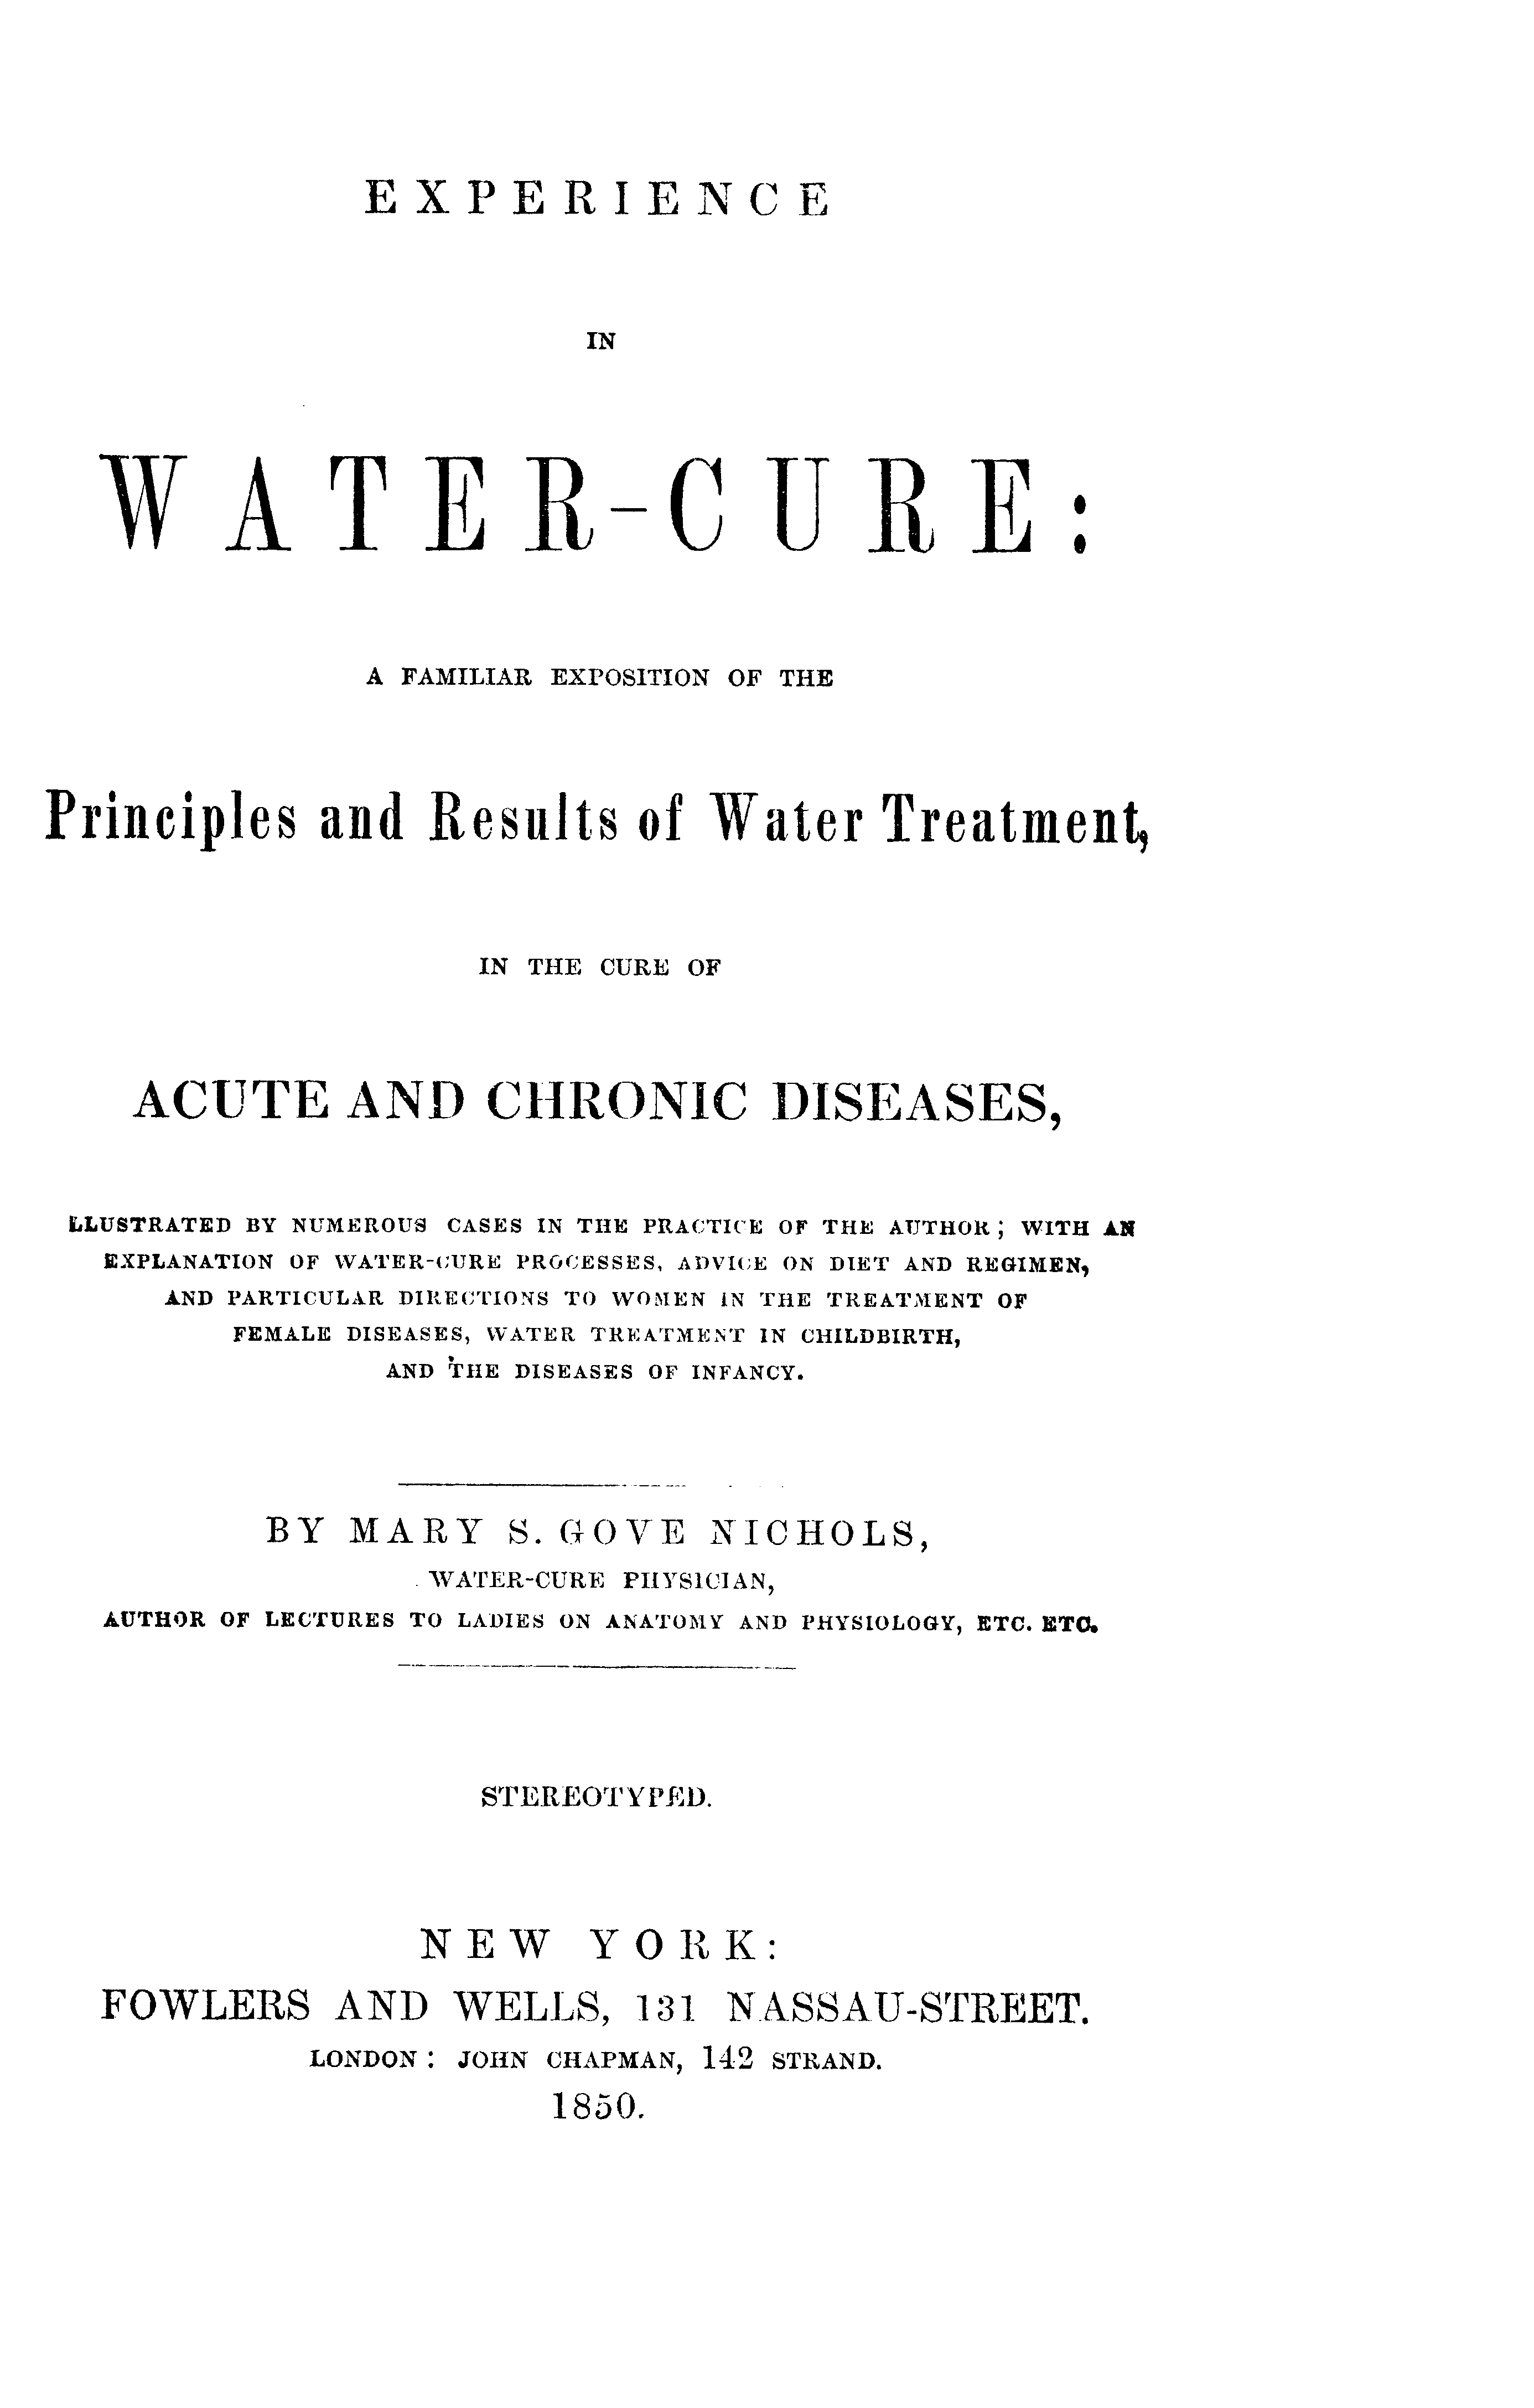 EXPERIENCE
IN
WATER-CURE:
A FAMILIAR EXPOSITION OF THE
Principles and Results of Water Treatment,
IN THE CURE OF
ACUTE AND CHRONIC DISEASES,
ILLUSTRATED BY NUMEROUS CASES IN THE PRACTICE OF THE AUTHOR; WITH AN
EXPLANATION OF WATER-CURE PROCESSES, ADVICE ON DIET AND REGIMEN,
AND PARTICULAR DIRECTIONS TO WOMEN IN THE TREATMENT OF
FEMALE DISEASES, WATER TREATMENT IN CHILDBIRTH,
AND THE DISEASES OF INFANCY.
BY MARY S. GOVE NICHOLS,
WATER-CURE PHYSICIAN,
AUTHOR OF LECTURES TO LADIES ON ANATOMY AND PHYSIOLOGY, ETC. ETC.
STEREOTYPED.
NEW YORK:
FOWLERS AND WELLS, 131 NASSAU-STREET.
LONDON: JOHN CHAPMAN, 142 STRAND.
1850.